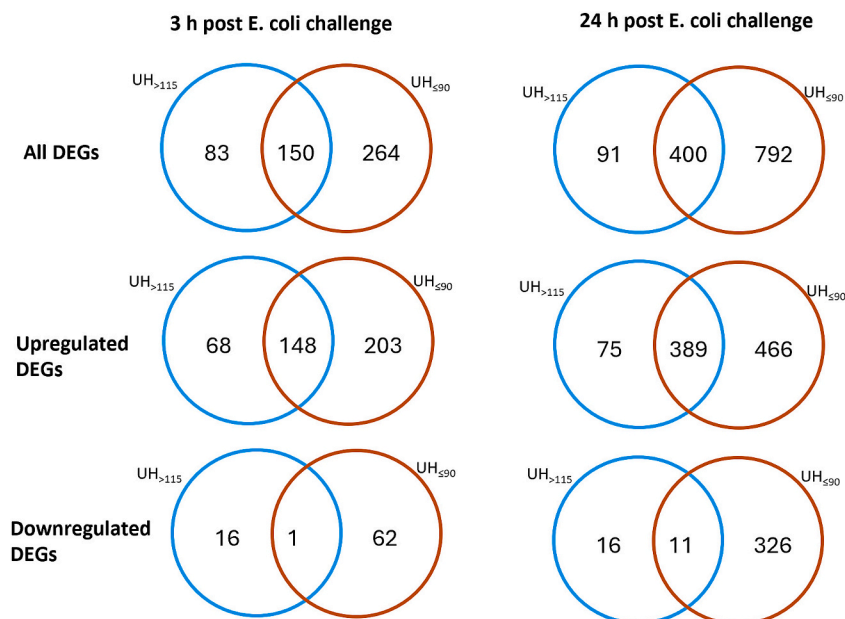 3 h post E. coli challenge
24 h post E. coli challenge
UH>115
UH≤90
UH>115
UH≤90
All DEGs
83
150
264
91
400
792
UH>115
UH≤90
UH>115
UH≤90
Upregulated
DEGs
68
148
203
75
389
466
UH>115
UH≤90
UH>115
UH≤90
Downregulated
DEGs
16
1
62
16
11
326